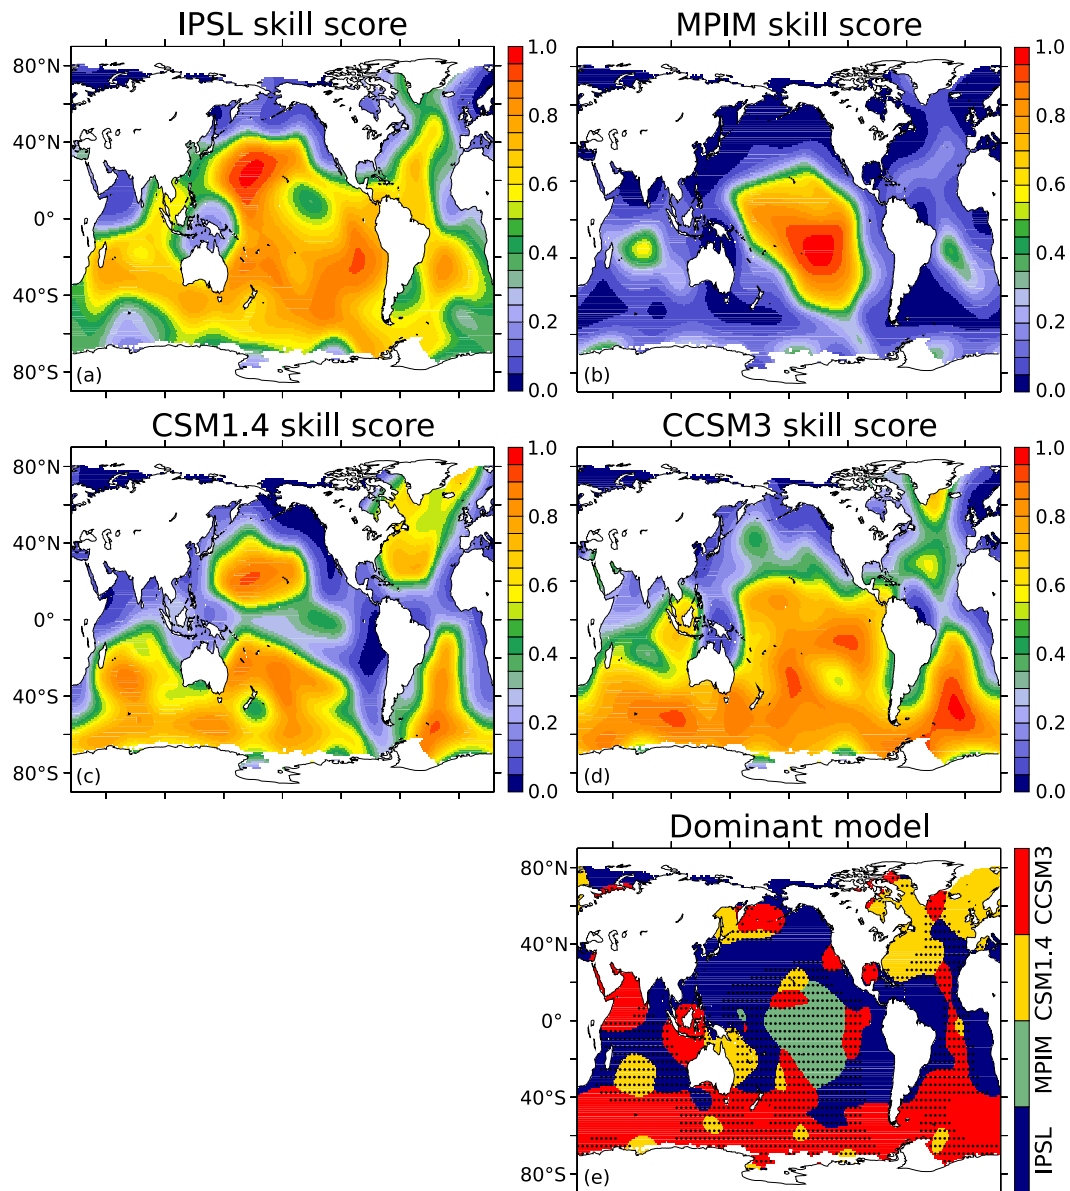 IPSL skill score
MPIM skill score
80°N
40°N
0°
40°S
80°S
(a)
1.0
0.8
0.6
0.4
0.2
0.0
(b)
1.0
0.8
0.6
0.4
0.2
0.0
CSM1.4 skill score
CCSM3 skill score
80°N
40°N
0°
40°S
80°S
(c)
1.0
0.8
0.6
0.4
0.2
0.0
(d)
1.0
0.8
0.6
0.4
0.2
0.0
Dominant model
80°N
40°N
0°
40°S
80°S
(e)
CCSM3
CSM1.4
MPIM
IPSL